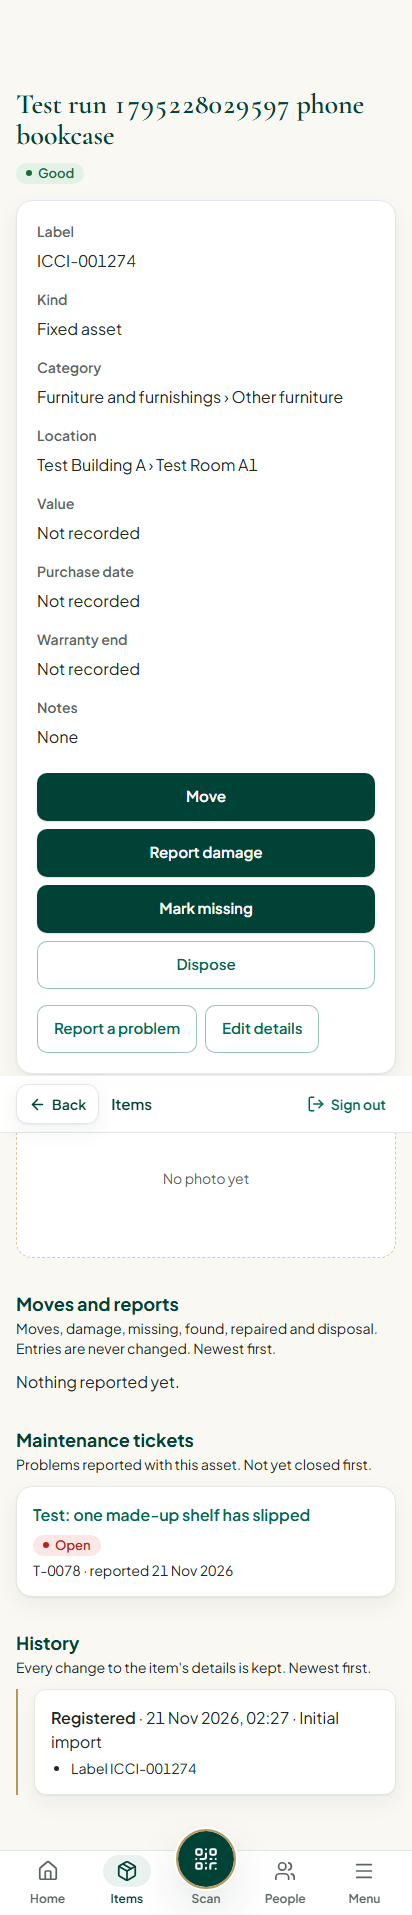 Test run 1795228029597 phone
bookcase
Good
Label
ICCI-001274
Kind
Fixed asset
Category
Furniture and furnishings › Other furniture
Location
Test Building A › Test Room A1
Value
Not recorded
Purchase date
Not recorded
Warranty end
Not recorded
Notes
None
Move
Report damage
Mark missing
Dispose
Report a problem Edit details
Back Items Sign out
No photo yet
Moves and reports
Moves, damage, missing, found, repaired and disposal.
Entries are never changed. Newest first.
Nothing reported yet.
Maintenance tickets
Problems reported with this asset. Not yet closed first.
Test: one made-up shelf has slipped
Open
T-0078 · reported 21 Nov 2026
History
Every change to the item's details is kept. Newest first.
Registered · 21 Nov 2026, 02:27 · Initial
import
• Label ICCI-001274
Home Items Scan People Menu